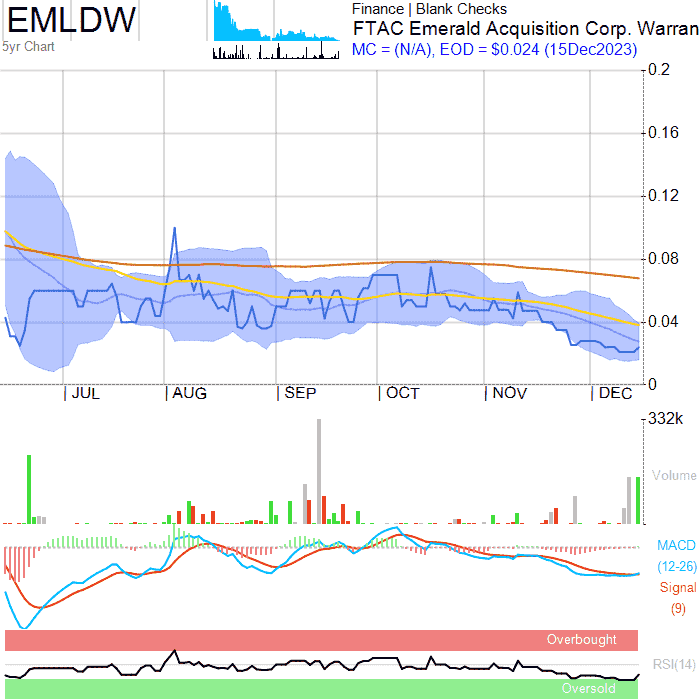 EMLDW
5yr Chart
Finance | Blank Checks
FTAC Emerald Acquisition Corp. Warran
MC = (N/A), EOD = $0.024 (15Dec2023)
0.2
0.16
0.12
0.08
0.04
0
JUL
AUG
SEP
OCT
NOV
DEC
332k
Volume
MACD
(12-26)
Signal
(9)
Overbought
RSI(14)
Oversold